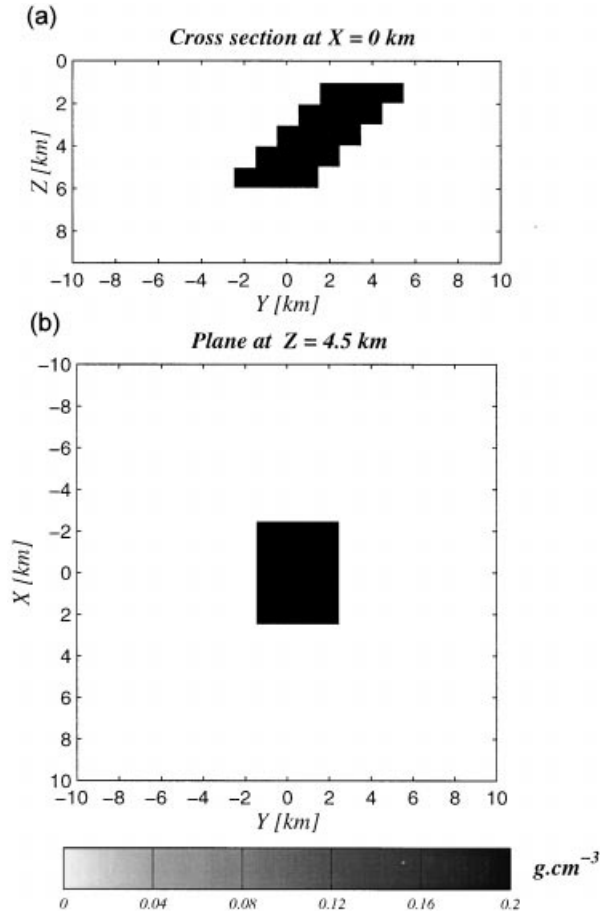 (a)
Cross section at X = 0 km
0
2
4
6
8
Z [km]
−10 −8 −6 −4 −2 0 2 4 6 8 10
Y [km]
(b)
Plane at Z = 4.5 km
−10
−8
−6
−4
−2
0
2
4
6
8
10
X [km]
−10 −8 −6 −4 −2 0 2 4 6 8 10
Y [km]
g.cm⁻³
0 0.04 0.08 0.12 0.16 0.2